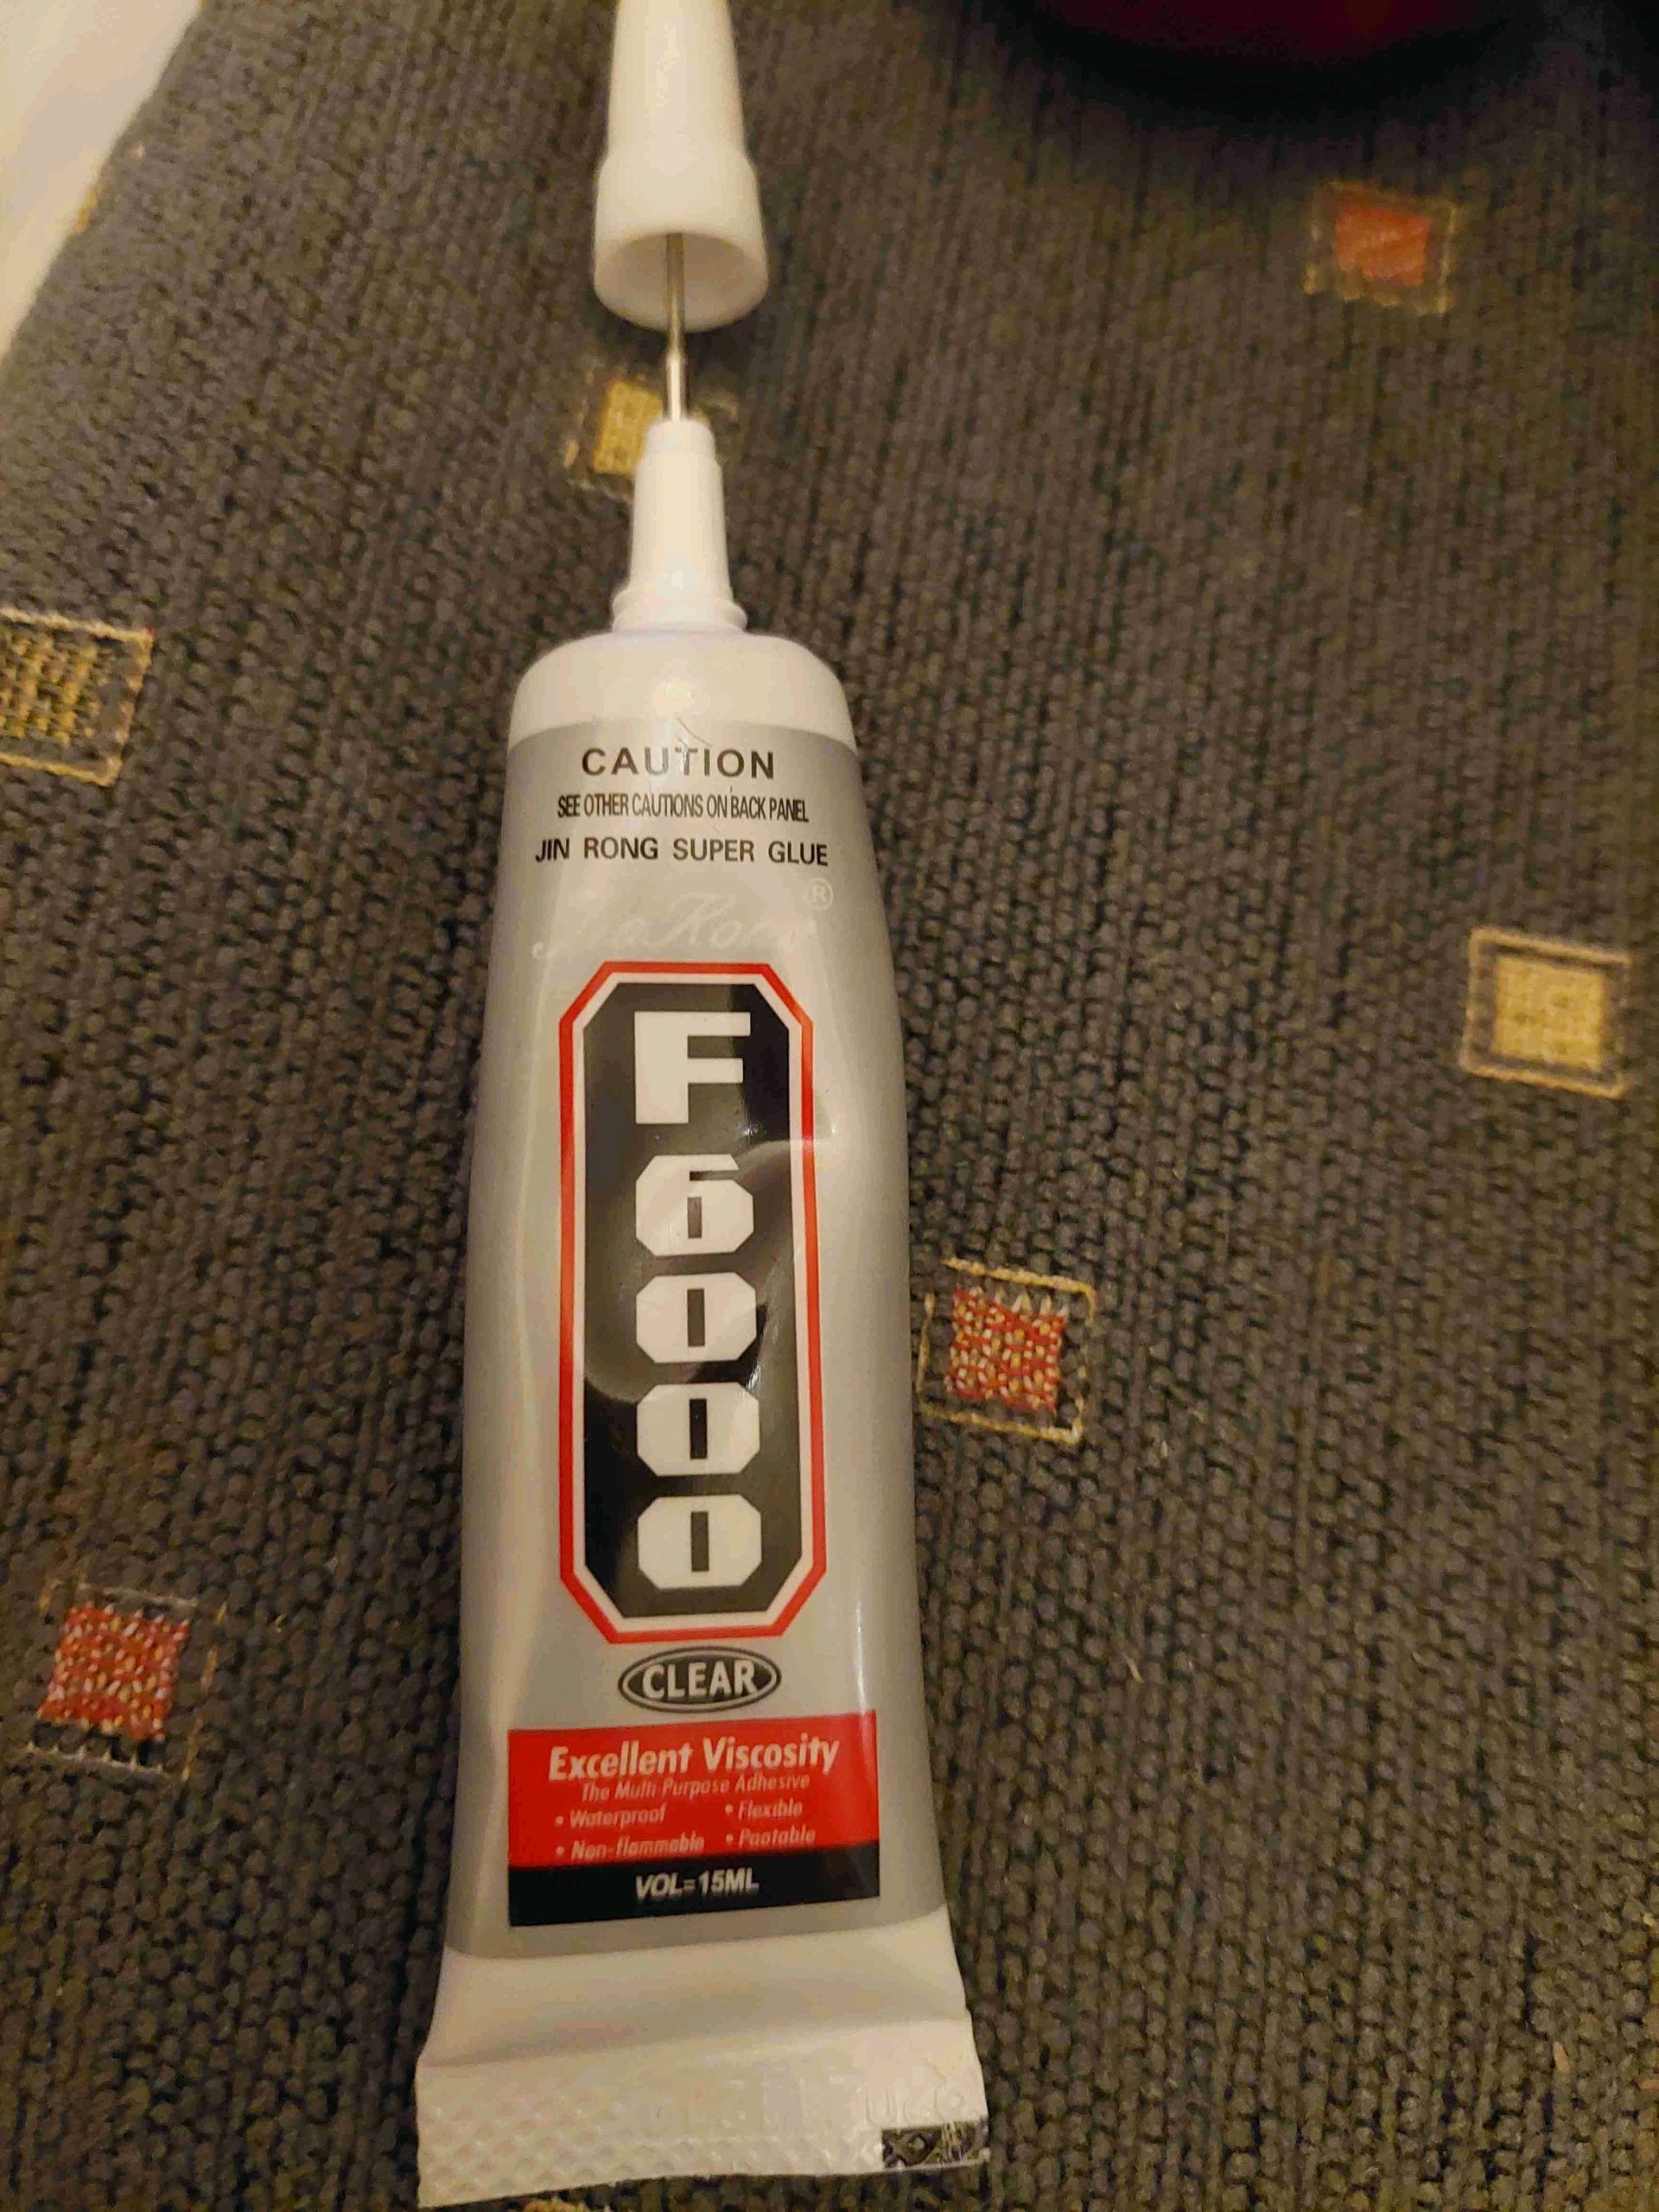 CAUTION
SEE OTHER CAUTIONS ON BACK PANEL
JIN RONG SUPER GLUE
®
F6000
CLEAR
Excellent Viscosity
The Multi Purpose Adhesive
• Waterproof • Flexible
• Non-flammable • Paotable
VOL=15ML